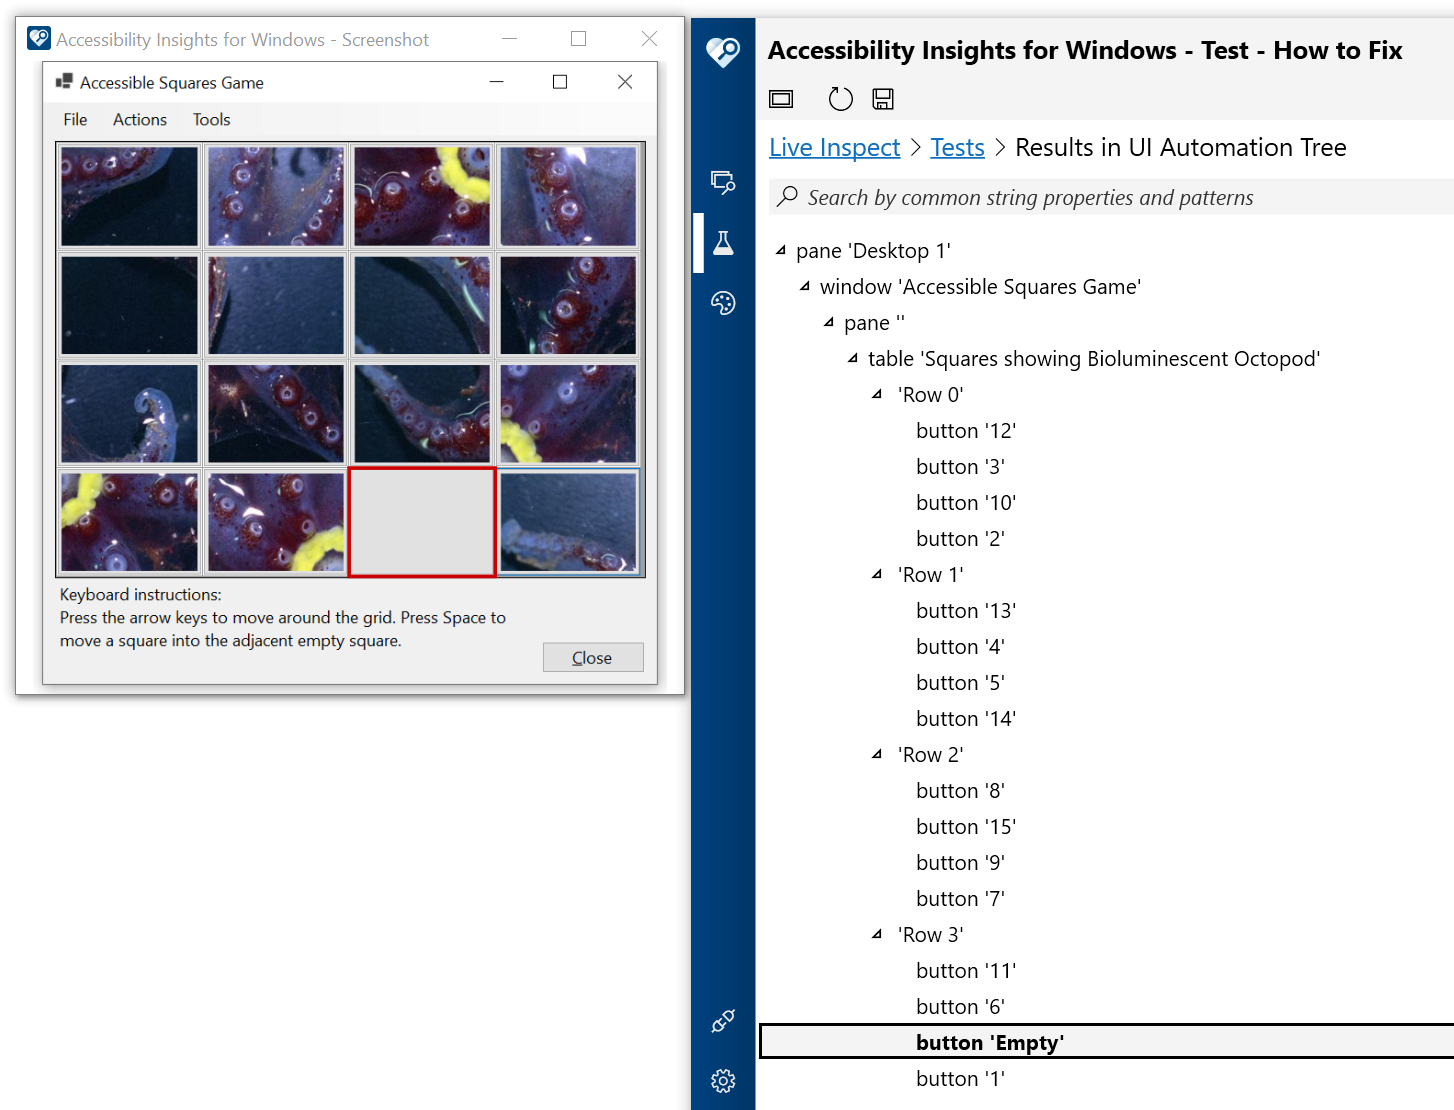 Accessibility Insights for Windows - Screenshot
Accessible Squares Game
File Actions Tools
Keyboard instructions:
Press the arrow keys to move around the grid. Press Space to
move a square into the adjacent empty square.
Close
Accessibility Insights for Windows - Test - How to Fix
Live Inspect > Tests > Results in UI Automation Tree
Search by common string properties and patterns
pane 'Desktop 1'
window 'Accessible Squares Game'
pane ''
table 'Squares showing Bioluminescent Octopod'
'Row 0'
button '12'
button '3'
button '10'
button '2'
'Row 1'
button '13'
button '4'
button '5'
button '14'
'Row 2'
button '8'
button '15'
button '9'
button '7'
'Row 3'
button '11'
button '6'
button 'Empty'
button '1'